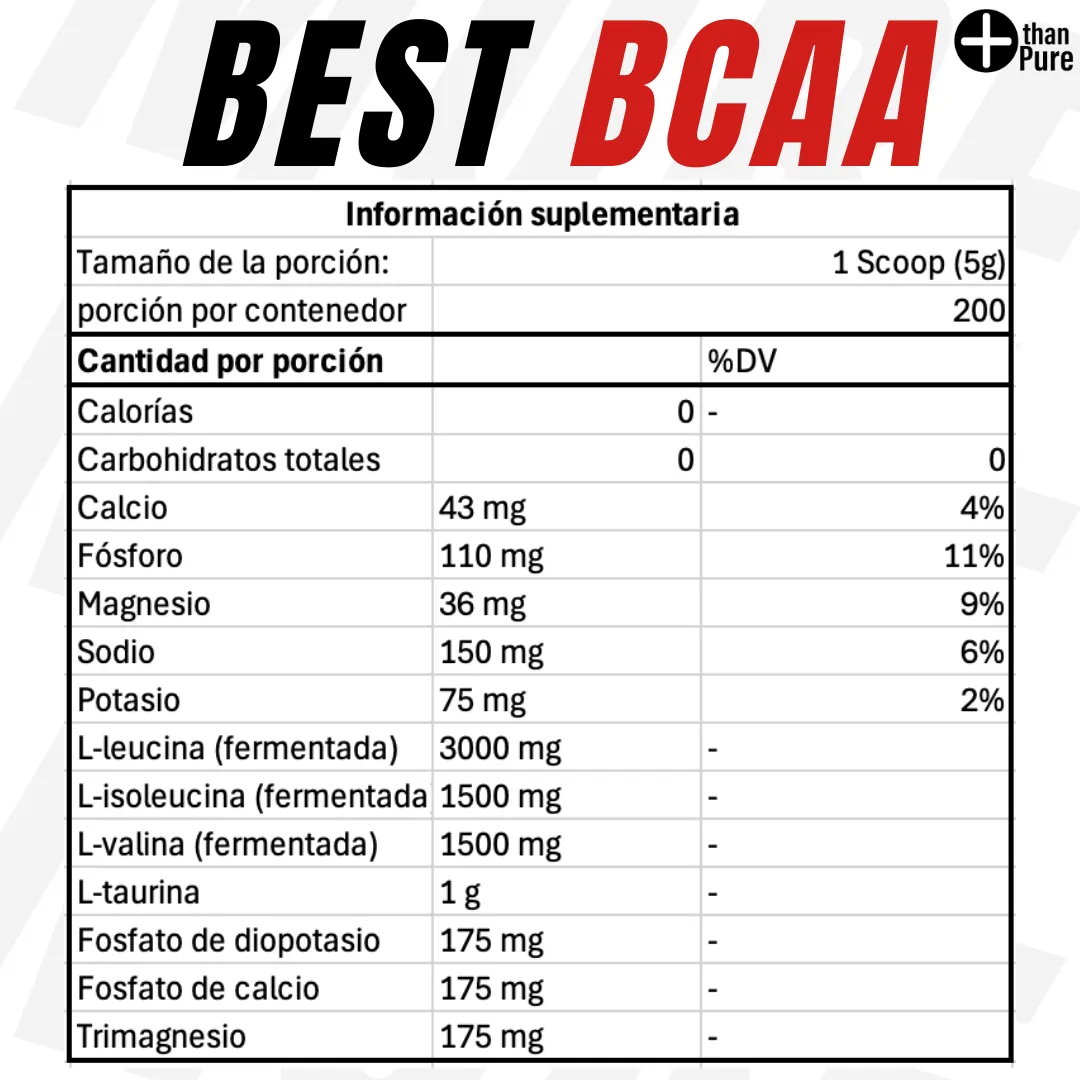 BEST BCAA
than
Pure
Información suplementaria
Tamaño de la porción: 1 Scoop (5g)
porción por contenedor 200
Cantidad por porción %DV
Calorías 0 -
Carbohidratos totales 0 0
Calcio 43 mg 4%
Fósforo 110 mg 11%
Magnesio 36 mg 9%
Sodio 150 mg 6%
Potasio 75 mg 2%
L-leucina (fermentada) 3000 mg -
L-isoleucina (fermentada 1500 mg -
L-valina (fermentada) 1500 mg -
L-taurina 1 g -
Fosfato de diopotasio 175 mg -
Fosfato de calcio 175 mg -
Trimagnesio 175 mg -